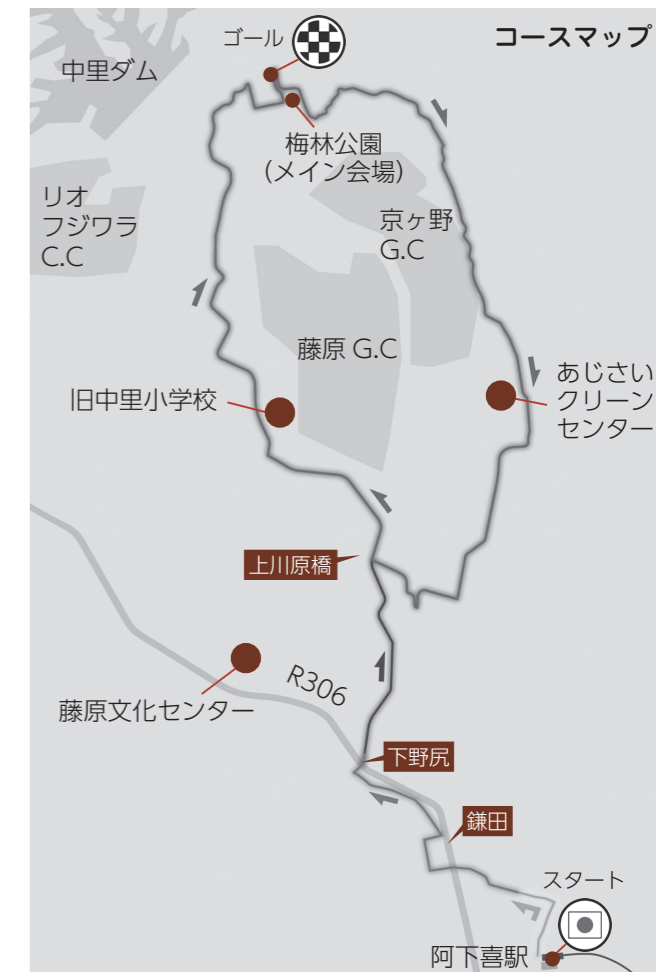 コースマップ
ゴール
中里ダム
梅林公園
(メイン会場)
リオ
フジワラ
C.C
京ヶ野
G.C
藤原 G.C
あじさい
クリーン
センター
旧中里小学校
上川原橋
R306
藤原文化センター
下野尻
鎌田
スタート
阿下喜駅